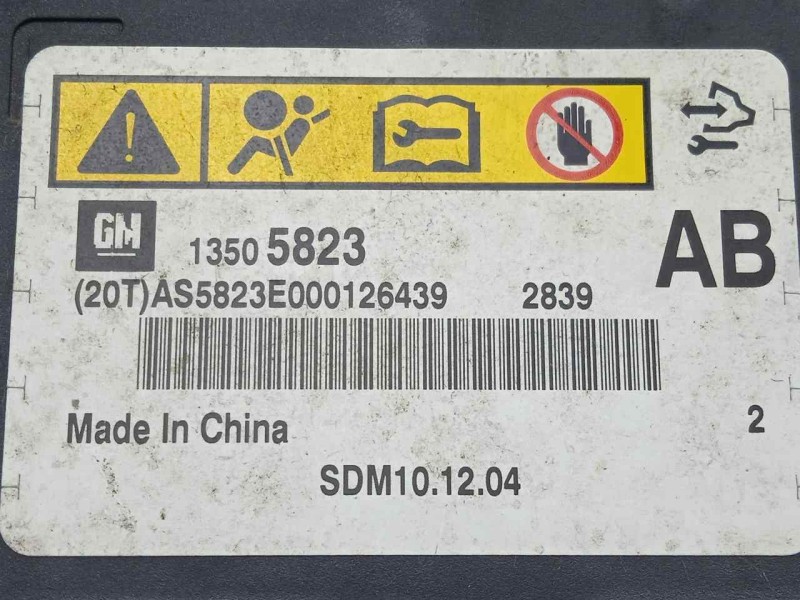 GM 1350 5823 AB
(20T)AS5823E000126439 2839
Made In China 2
SDM10.12.04